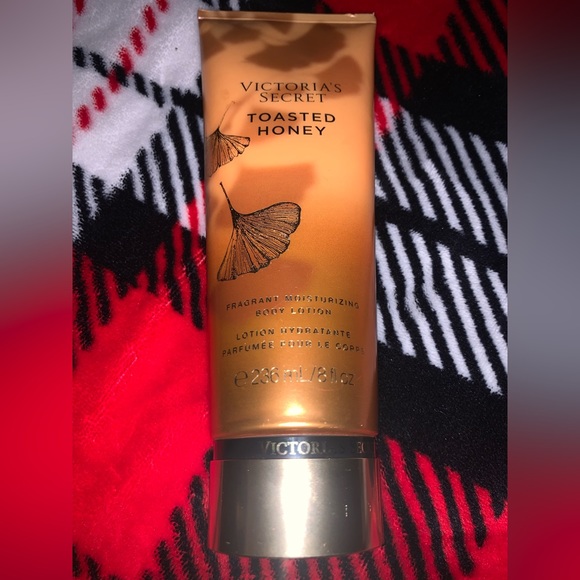 VICTORIA'S
SECRET
TOASTED
HONEY
FRAGRANT MOISTURIZING
BODY LOTION
LOTION HYDRATANTE
PARFUMÉE POUR LE CORPS
℮ 236 mL/8 fl oz
VICTORI